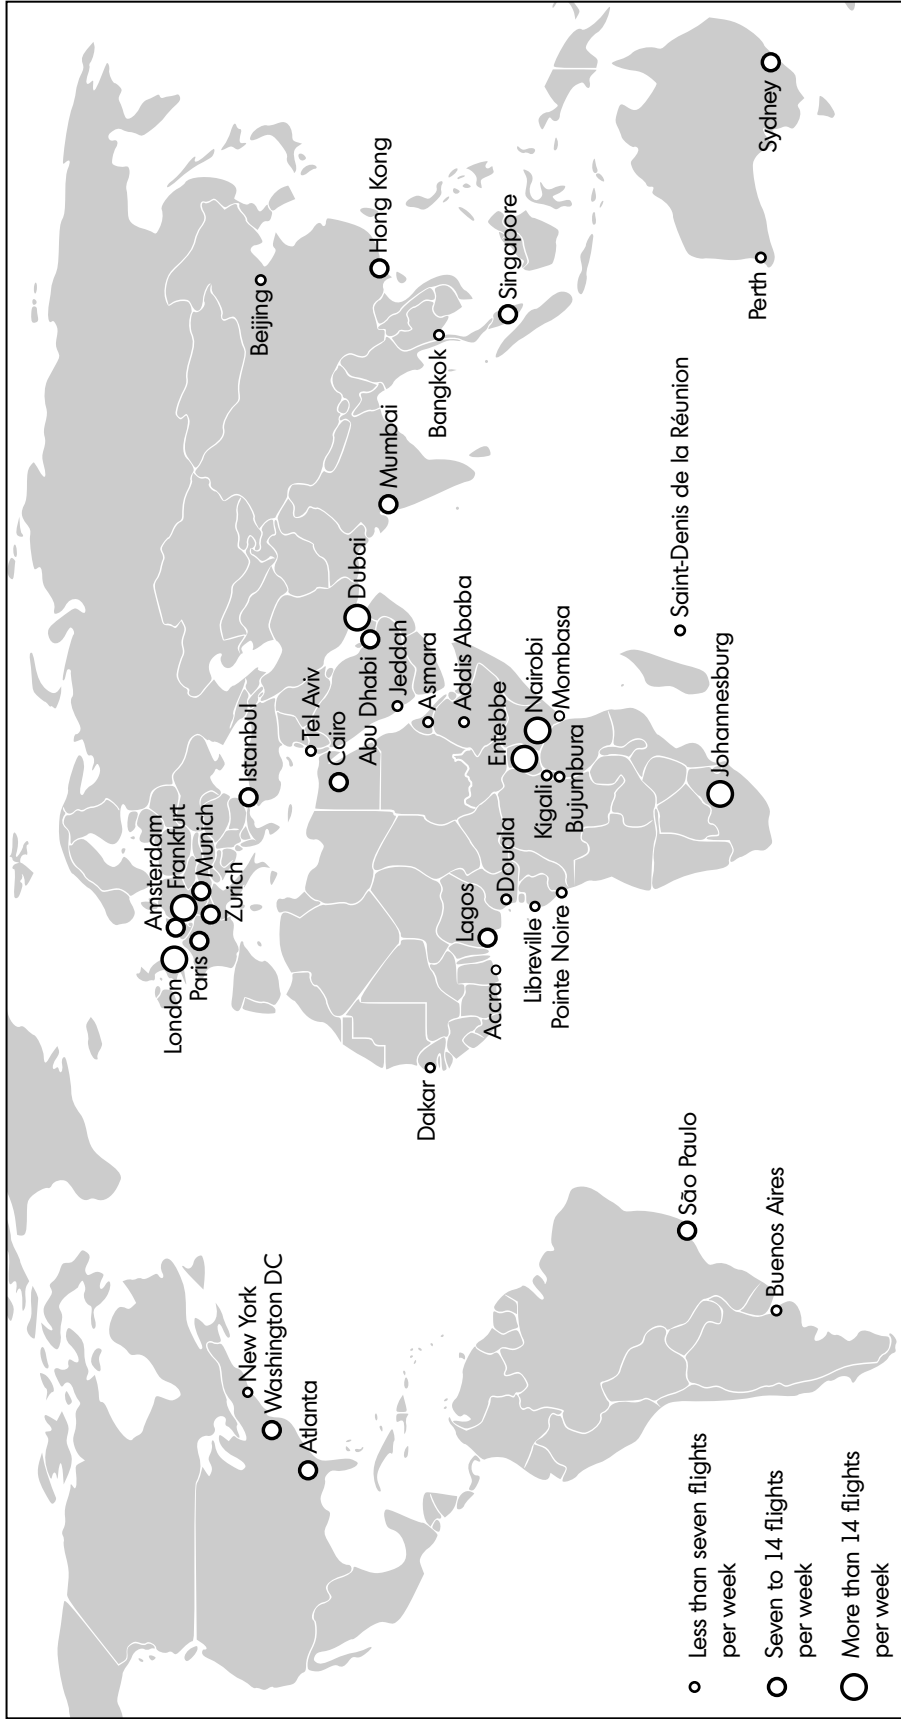 London
Amsterdam
Frankfurt
Paris
Munich
Zurich
Istanbul
Beijing
New York
Washington DC
Atlanta
Tel Aviv
Cairo
Dubai
Abu Dhabi
Jeddah
Mumbai
Hong Kong
Bangkok
Dakar
Asmara
Addis Ababa
Lagos
Accra
Douala
Singapore
Entebbe
Nairobi
Mombasa
Libreville
Kigali
Pointe Noire
Bujumbura
Saint-Denis de la Réunion
São Paulo
Johannesburg
Perth
Sydney
Buenos Aires
Less than seven flights
per week
Seven to 14 flights
per week
More than 14 flights
per week